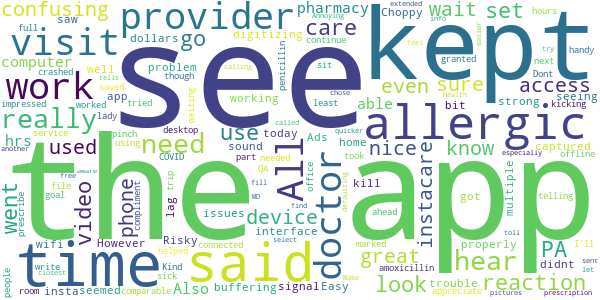 confusing provider pharmacy wait set hours
full saw dollars go care Choppy info
visit digitizing continue try next handy
computer see kept Dont
impressed crashed well problem penicillin sit granted access
work tells saved though even sure seeing
app tried working able bit strong kicking
really worked lady desktop least chose allergic
hrs pinch used need use sound today Ads home nice know captured
another service using part called quicker multiple offline especially
the All app
file COVID trip needed QA took telling
went goal free video phone compliment issues device doctor office kill instacare got PA
wifi However lag interface fill ahead hear properly didnt I'll
time Risky helped connected MD find marked trouble toll
people write Kind buffering said closest great reaction
sick Also signal Easy look amoxicillin sent
room insta seemed comparable select Make appreciate pictures prescription let